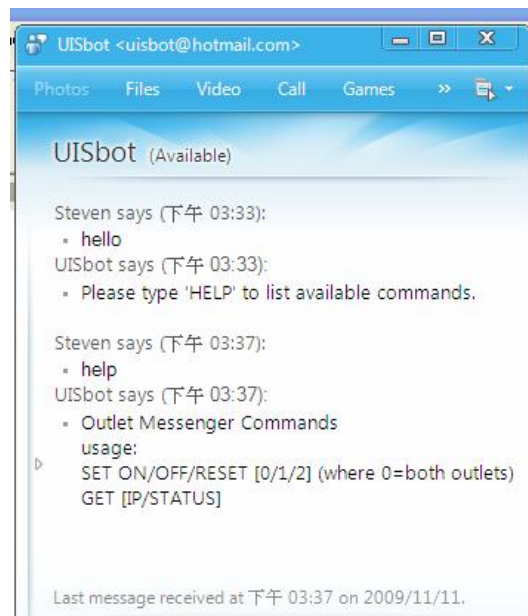 UISbot <uisbot@hotmail.com>
Photos Files Video Call Games »
UISbot (Available)
Steven says (下午 03:33):
hello
UISbot says (下午 03:33):
Please type 'HELP' to list available commands.
Steven says (下午 03:37):
help
UISbot says (下午 03:37):
Outlet Messenger Commands
usage:
SET ON/OFF/RESET [0/1/2] (where 0=both outlets)
GET [IP/STATUS]
Last message received at 下午 03:37 on 2009/11/11.